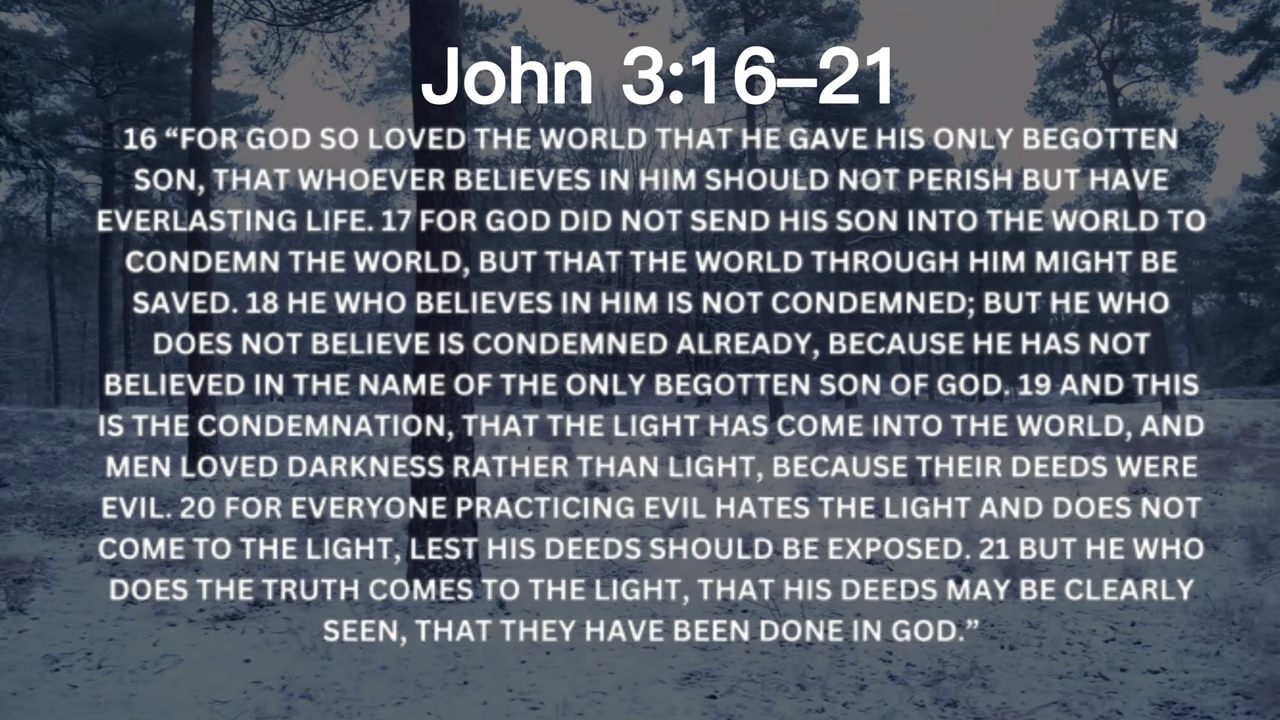 John 3:16–21
16 “FOR GOD SO LOVED THE WORLD THAT HE GAVE HIS ONLY BEGOTTEN
SON, THAT WHOEVER BELIEVES IN HIM SHOULD NOT PERISH BUT HAVE
EVERLASTING LIFE. 17 FOR GOD DID NOT SEND HIS SON INTO THE WORLD TO
CONDEMN THE WORLD, BUT THAT THE WORLD THROUGH HIM MIGHT BE
SAVED. 18 HE WHO BELIEVES IN HIM IS NOT CONDEMNED; BUT HE WHO
DOES NOT BELIEVE IS CONDEMNED ALREADY, BECAUSE HE HAS NOT
BELIEVED IN THE NAME OF THE ONLY BEGOTTEN SON OF GOD. 19 AND THIS
IS THE CONDEMNATION, THAT THE LIGHT HAS COME INTO THE WORLD, AND
MEN LOVED DARKNESS RATHER THAN LIGHT, BECAUSE THEIR DEEDS WERE
EVIL. 20 FOR EVERYONE PRACTICING EVIL HATES THE LIGHT AND DOES NOT
COME TO THE LIGHT, LEST HIS DEEDS SHOULD BE EXPOSED. 21 BUT HE WHO
DOES THE TRUTH COMES TO THE LIGHT, THAT HIS DEEDS MAY BE CLEARLY
SEEN, THAT THEY HAVE BEEN DONE IN GOD.”